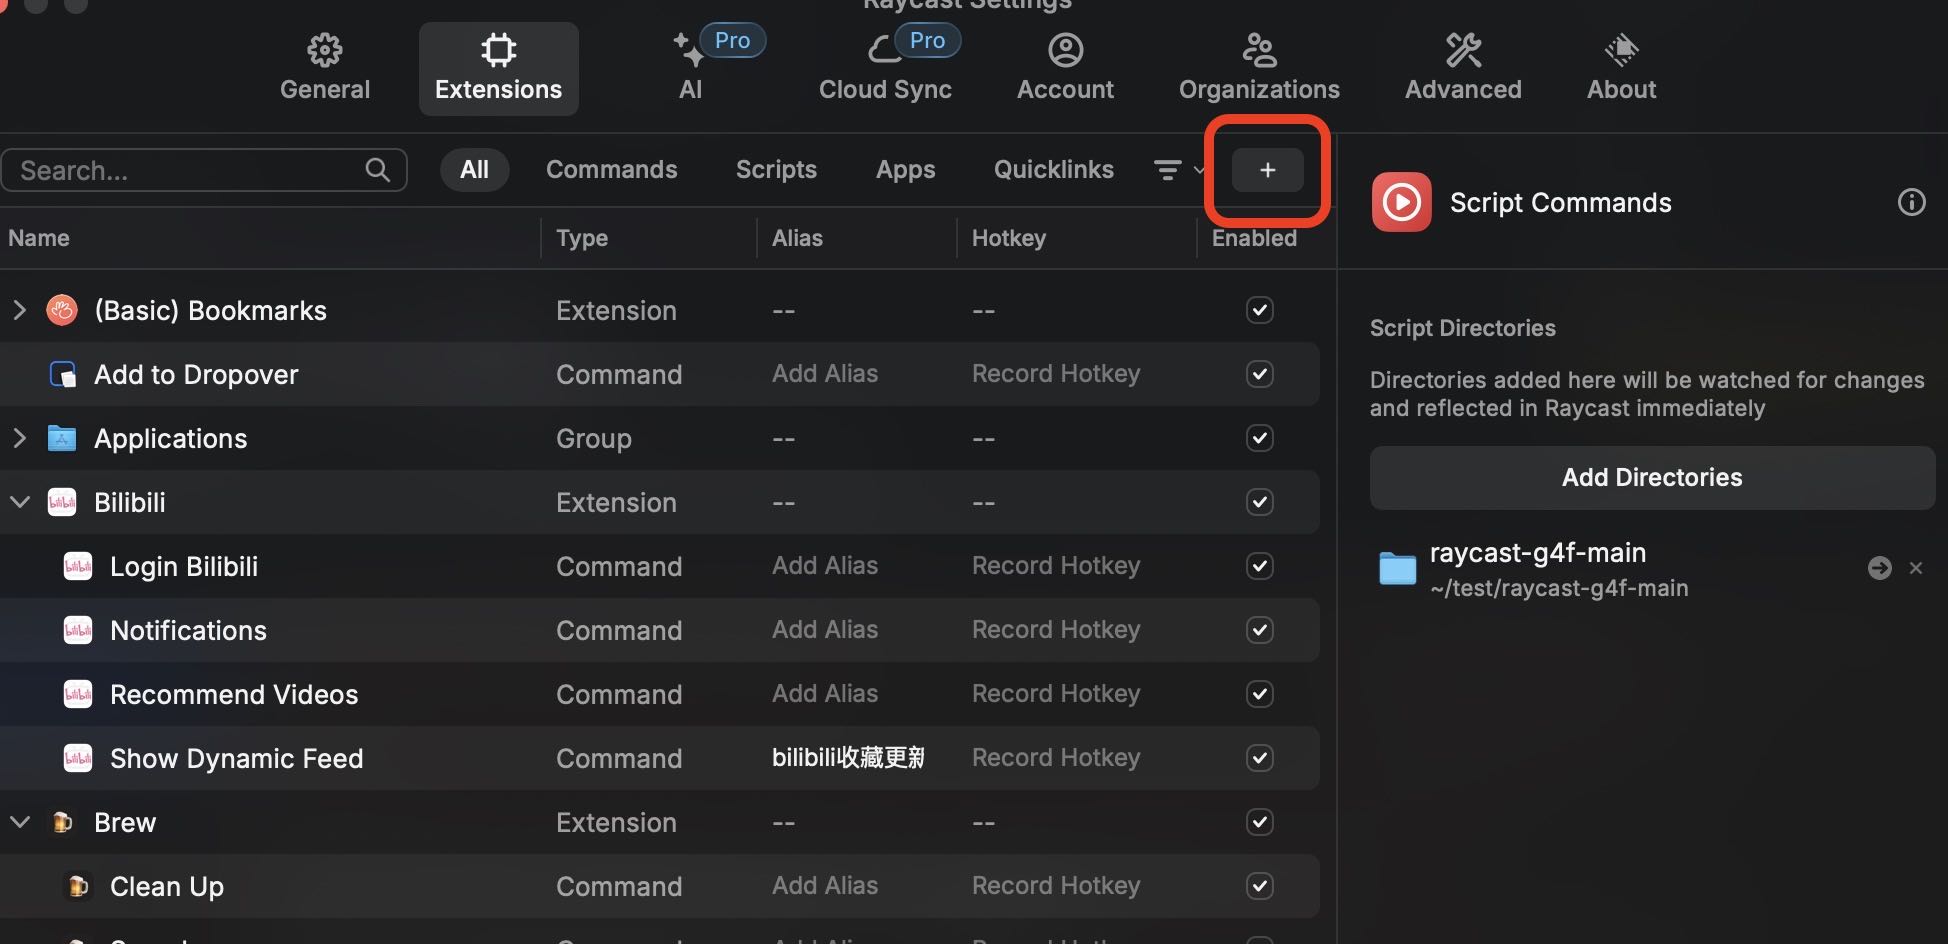 Raycast Settings
General
Extensions
Pro
AI
Pro
Cloud Sync
Account
Organizations
Advanced
About
Search...
All
Commands
Scripts
Apps
Quicklinks
+
Script Commands
Name
Type
Alias
Hotkey
Enabled
(Basic) Bookmarks
Extension
--
--
Add to Dropover
Command
Add Alias
Record Hotkey
Applications
Group
--
--
Bilibili
Extension
--
--
Login Bilibili
Command
Add Alias
Record Hotkey
Notifications
Command
Add Alias
Record Hotkey
Recommend Videos
Command
Add Alias
Record Hotkey
Show Dynamic Feed
Command
bilibili收藏更新
Record Hotkey
Brew
Extension
--
--
Clean Up
Command
Add Alias
Record Hotkey
Script Directories
Directories added here will be watched for changes
and reflected in Raycast immediately
Add Directories
raycast-g4f-main
~/test/raycast-g4f-main